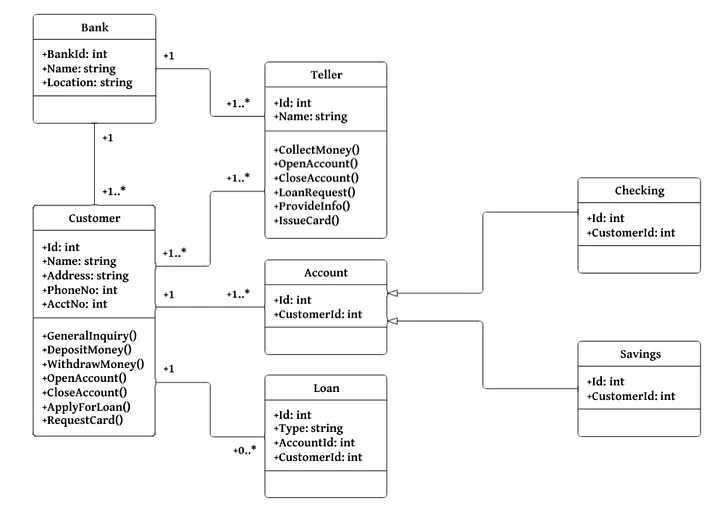 Bank
+BankId: int
+Name: string
+Location: string
+1
+1..*
Teller
+Id: int
+Name: string
+CollectMoney()
+OpenAccount()
+CloseAccount()
+LoanRequest()
+ProvideInfo()
+IssueCard()
+1
+1..*
Customer
+Id: int
+Name: string
+Address: string
+PhoneNo: int
+AcctNo: int
+GeneralInquiry()
+DepositMoney()
+WithdrawMoney()
+OpenAccount()
+CloseAccount()
+ApplyForLoan()
+RequestCard()
+1..*
+1..*
+1
+1..*
Account
+Id: int
+CustomerId: int
+1
+0..*
Loan
+Id: int
+Type: string
+AccountId: int
+CustomerId: int
Checking
+Id: int
+CustomerId: int
Savings
+Id: int
+CustomerId: int